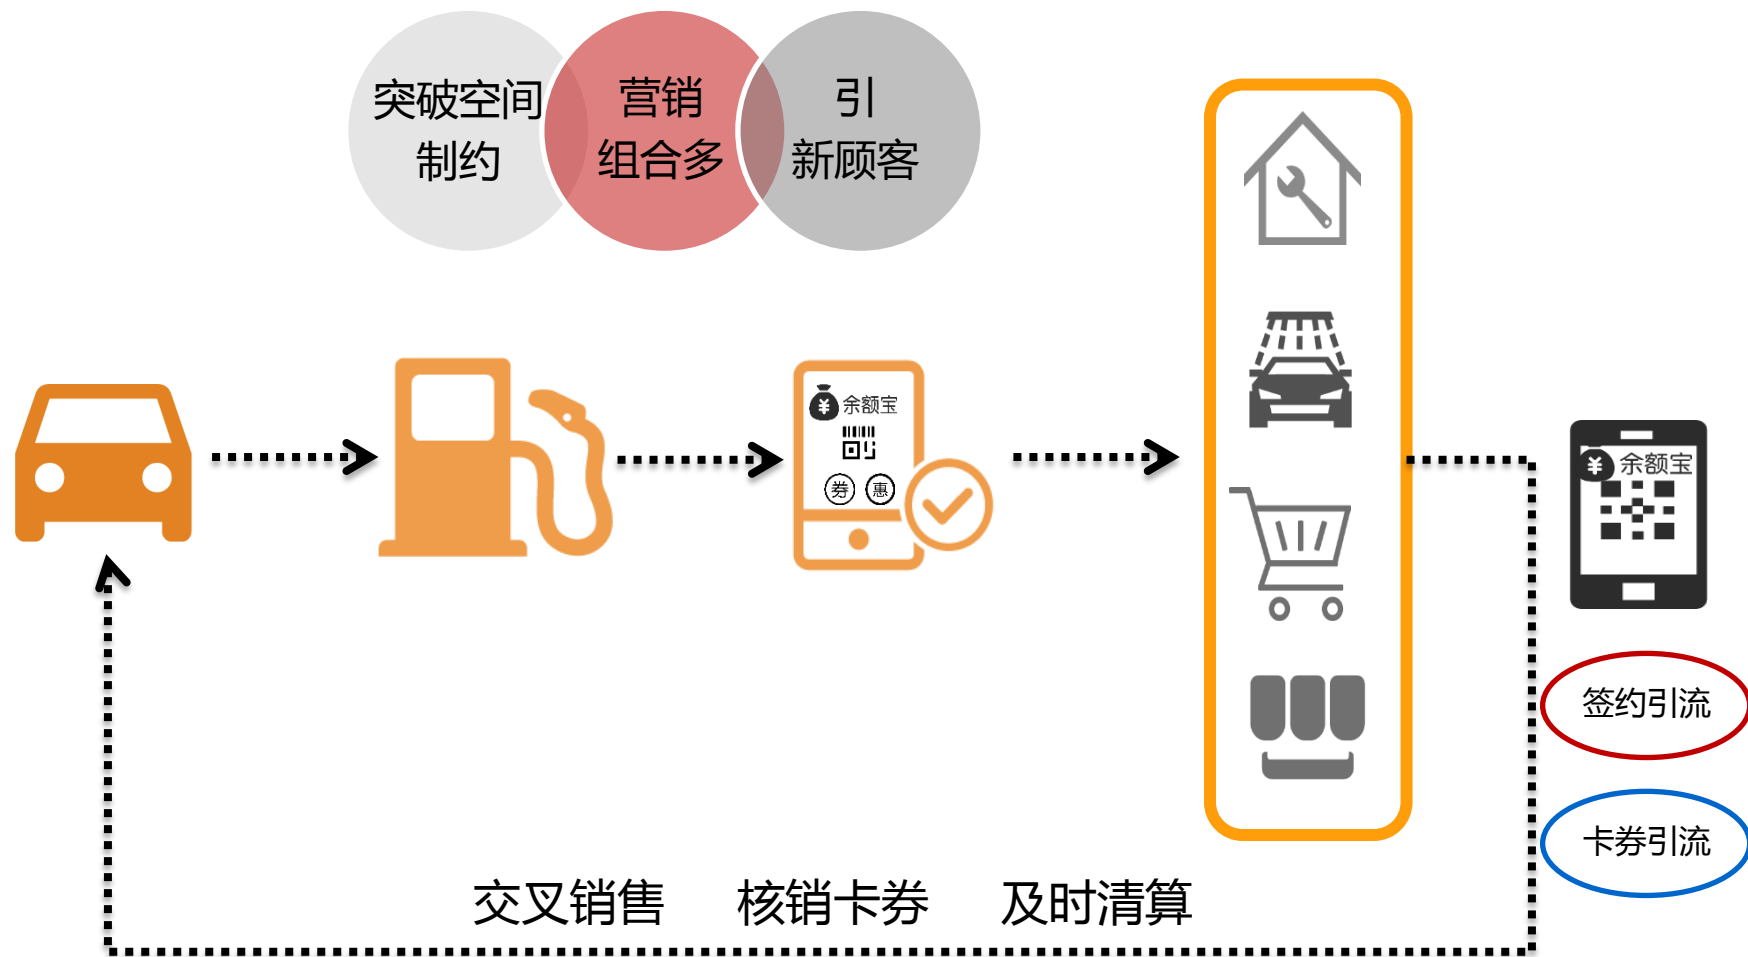 突破空间
制约
营销
组合多
引
新顾客
余额宝
券 惠
余额宝
签约引流
卡券引流
交叉销售 核销卡券 及时清算